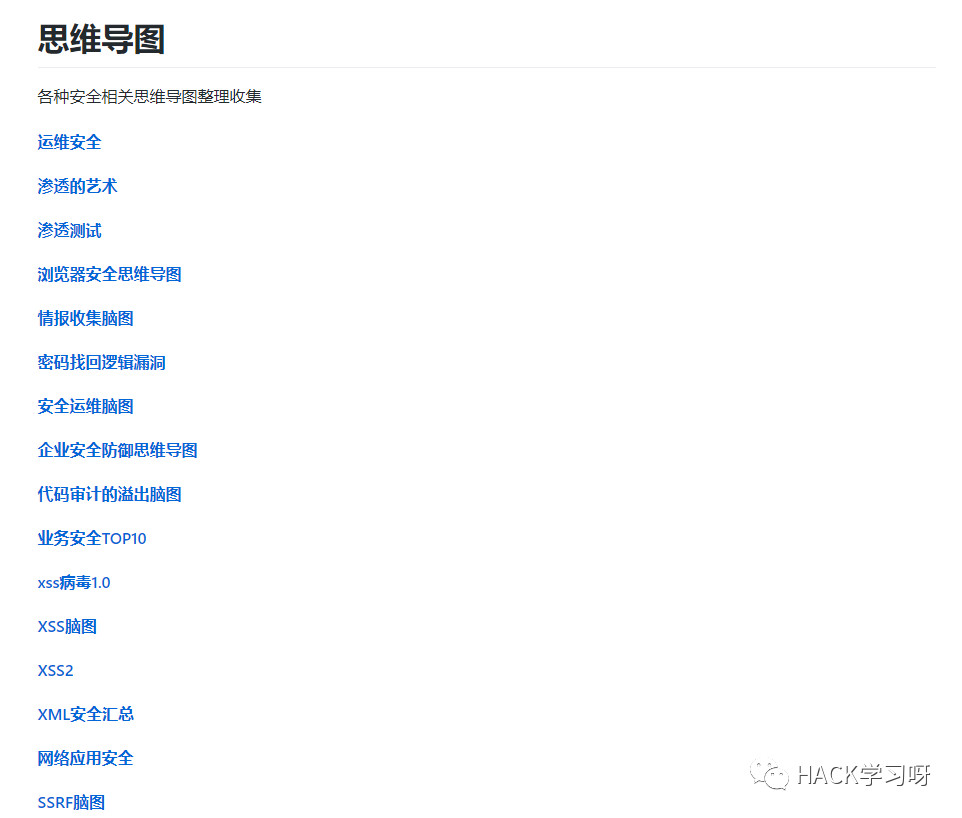 思维导图
各种安全相关思维导图整理收集
运维安全
渗透的艺术
渗透测试
浏览器安全思维导图
情报收集脑图
密码找回逻辑漏洞
安全运维脑图
企业安全防御思维导图
代码审计的溢出脑图
业务安全TOP10
xss病毒1.0
XSS脑图
XSS2
XML安全汇总
网络应用安全
SSRF脑图
HACK学习呀